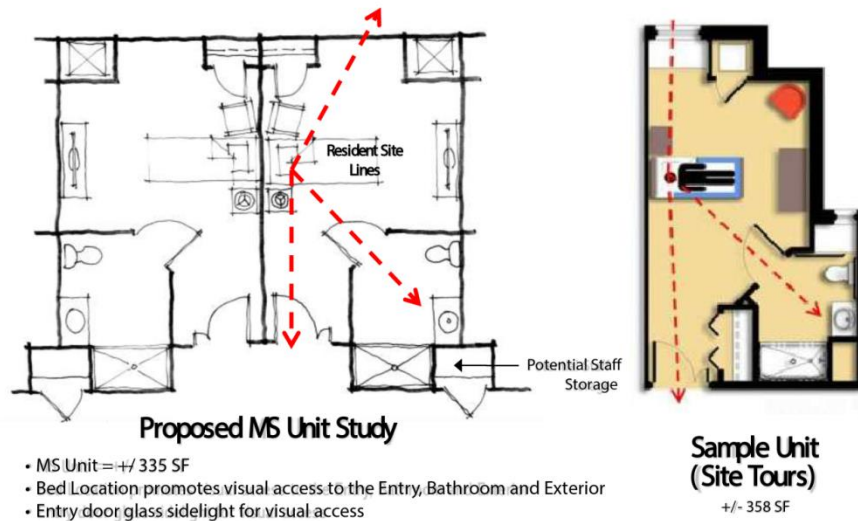 Resident Site
Lines
Potential Staff
Storage
Proposed MS Unit Study
• MS Unit = +/ 335 SF
• Bed Location promotes visual access to the Entry, Bathroom and Exterior
• Entry door glass sidelight for visual access
Sample Unit
(Site Tours)
+/- 358 SF